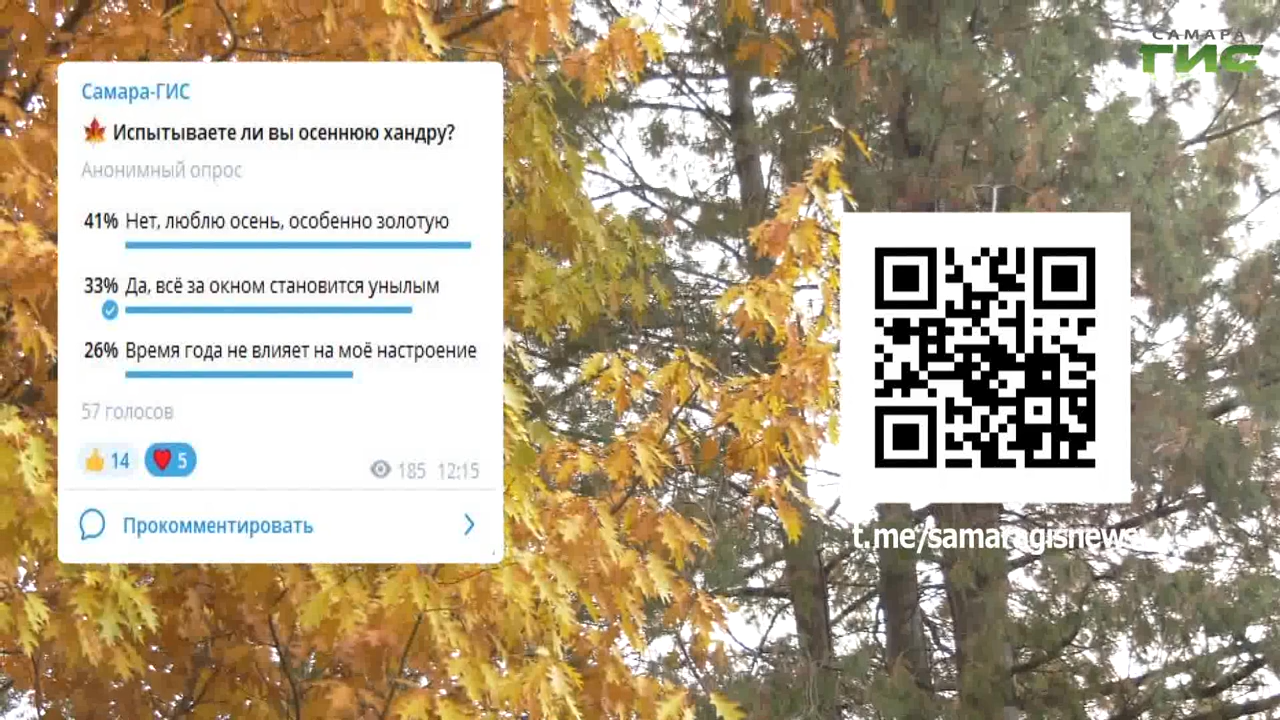 САМАРА
ГИС
Самара-ГИС
Испытываете ли вы осеннюю хандру?
Анонимный опрос
41% Нет, люблю осень, особенно золотую
33% Да, всё за окном становится унылым
26% Время года не влияет на моё настроение
57 голосов
14 5
185 12:15
Прокомментировать
t.me/samaragisnews